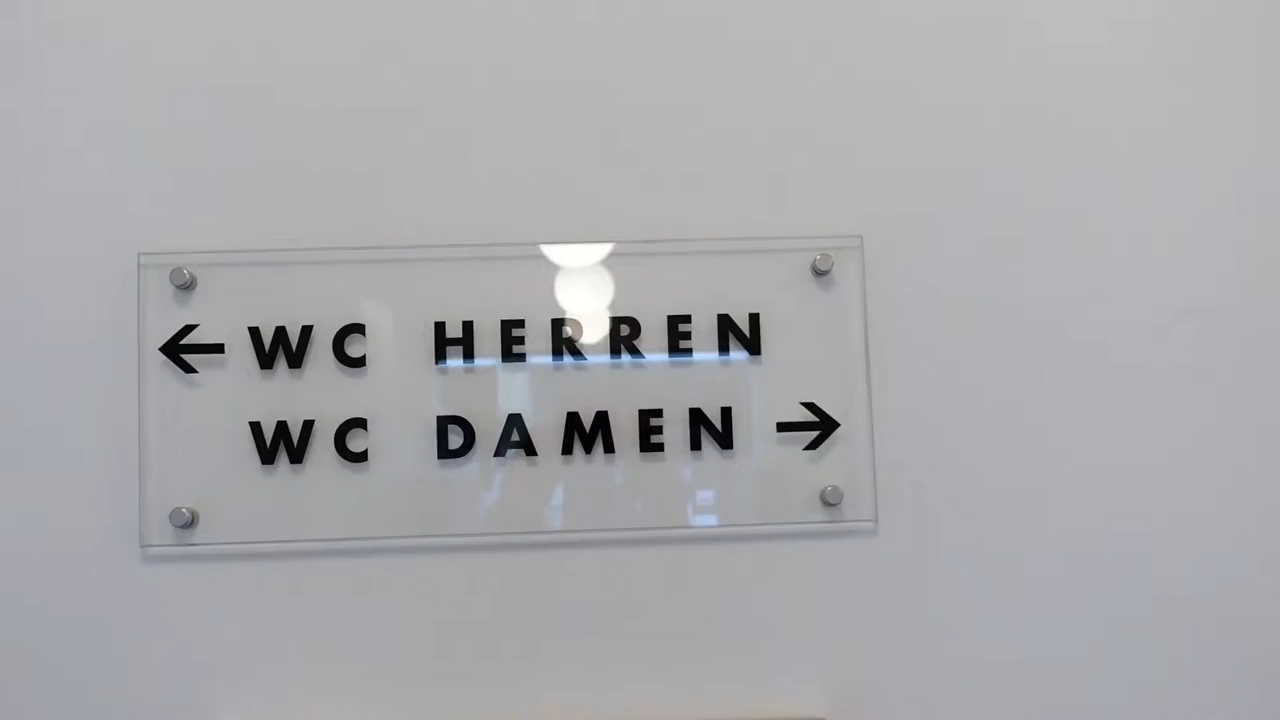 ← WC HERREN
WC DAMEN →